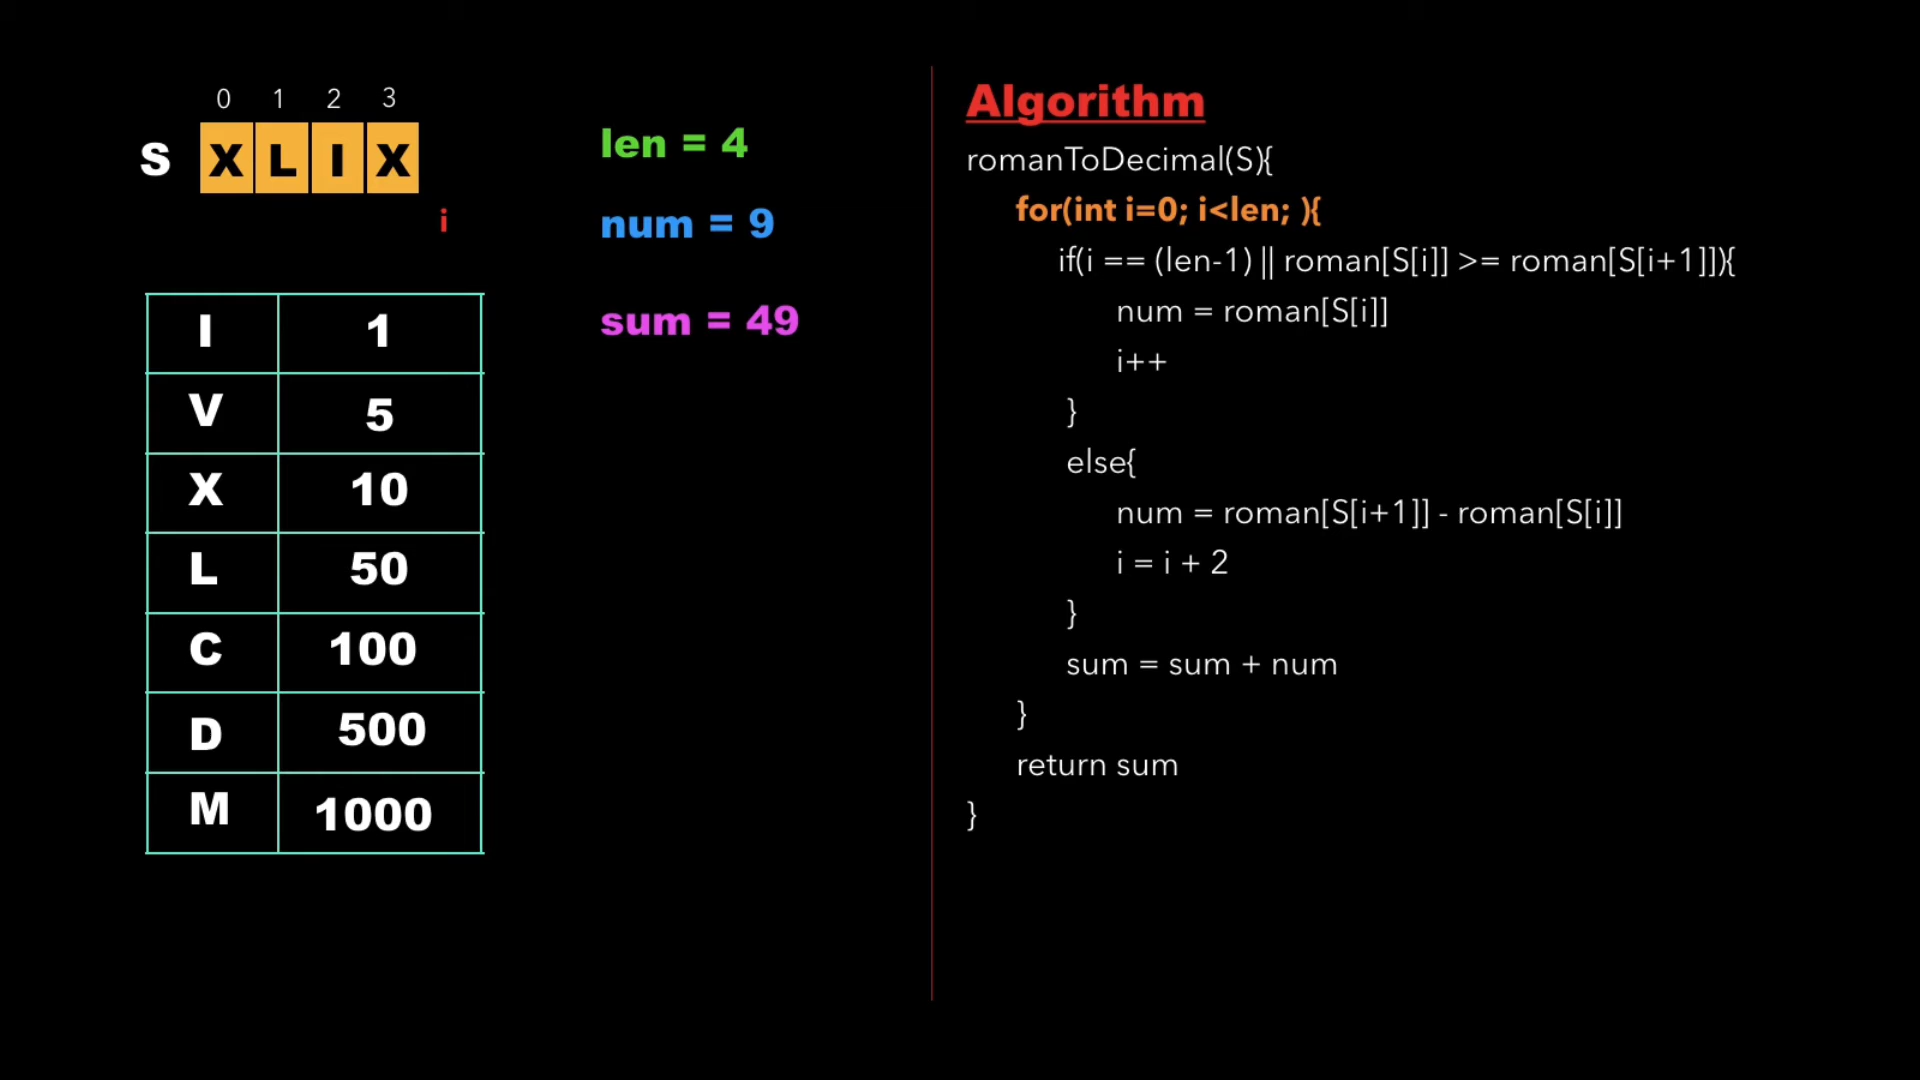 0 1 2 3
S X L I X
i
len = 4
num = 9
sum = 49
I 1
V 5
X 10
L 50
C 100
D 500
M 1000
Algorithm
romanToDecimal(S){
for(int i=0; i<len; ){
if(i == (len-1) || roman[S[i]] >= roman[S[i+1]]){
num = roman[S[i]]
i++
}
else{
num = roman[S[i+1]] - roman[S[i]]
i = i + 2
}
sum = sum + num
}
return sum
}